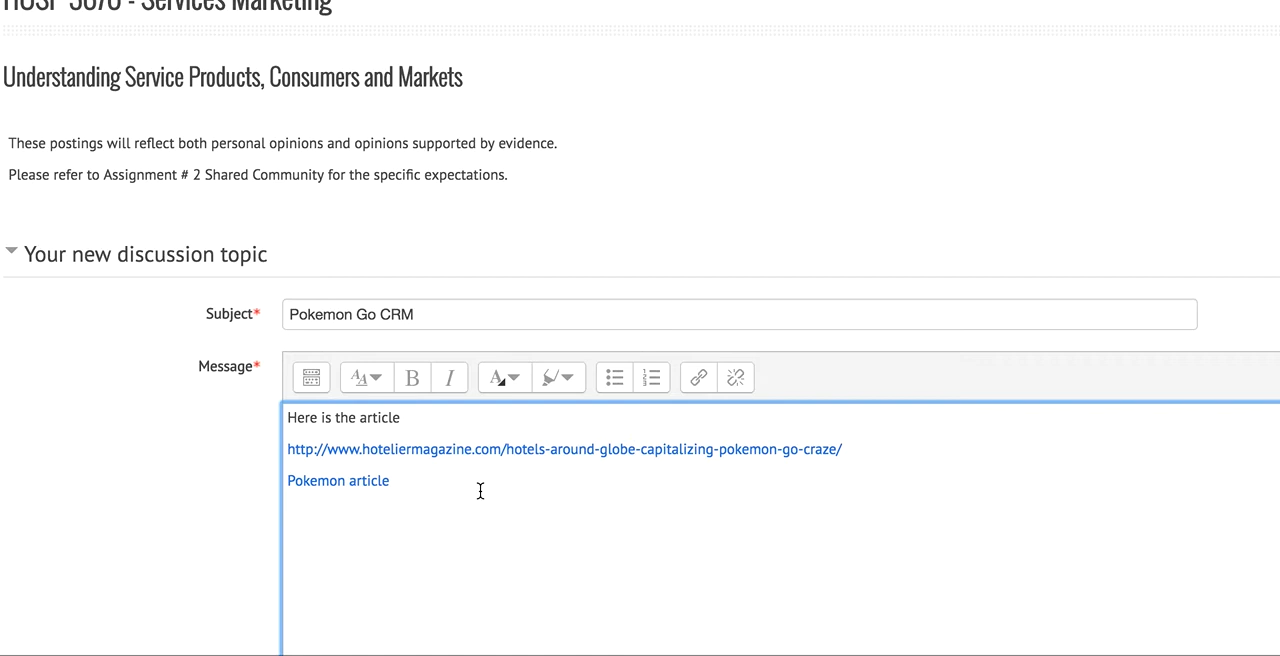 Services Marketing
Understanding Service Products, Consumers and Markets
These postings will reflect both personal opinions and opinions supported by evidence.
Please refer to Assignment # 2 Shared Community for the specific expectations.
Your new discussion topic
Subject*
Pokemon Go CRM
Message*
B I
Here is the article
http://www.hoteliermagazine.com/hotels-around-globe-capitalizing-pokemon-go-craze/
Pokemon article